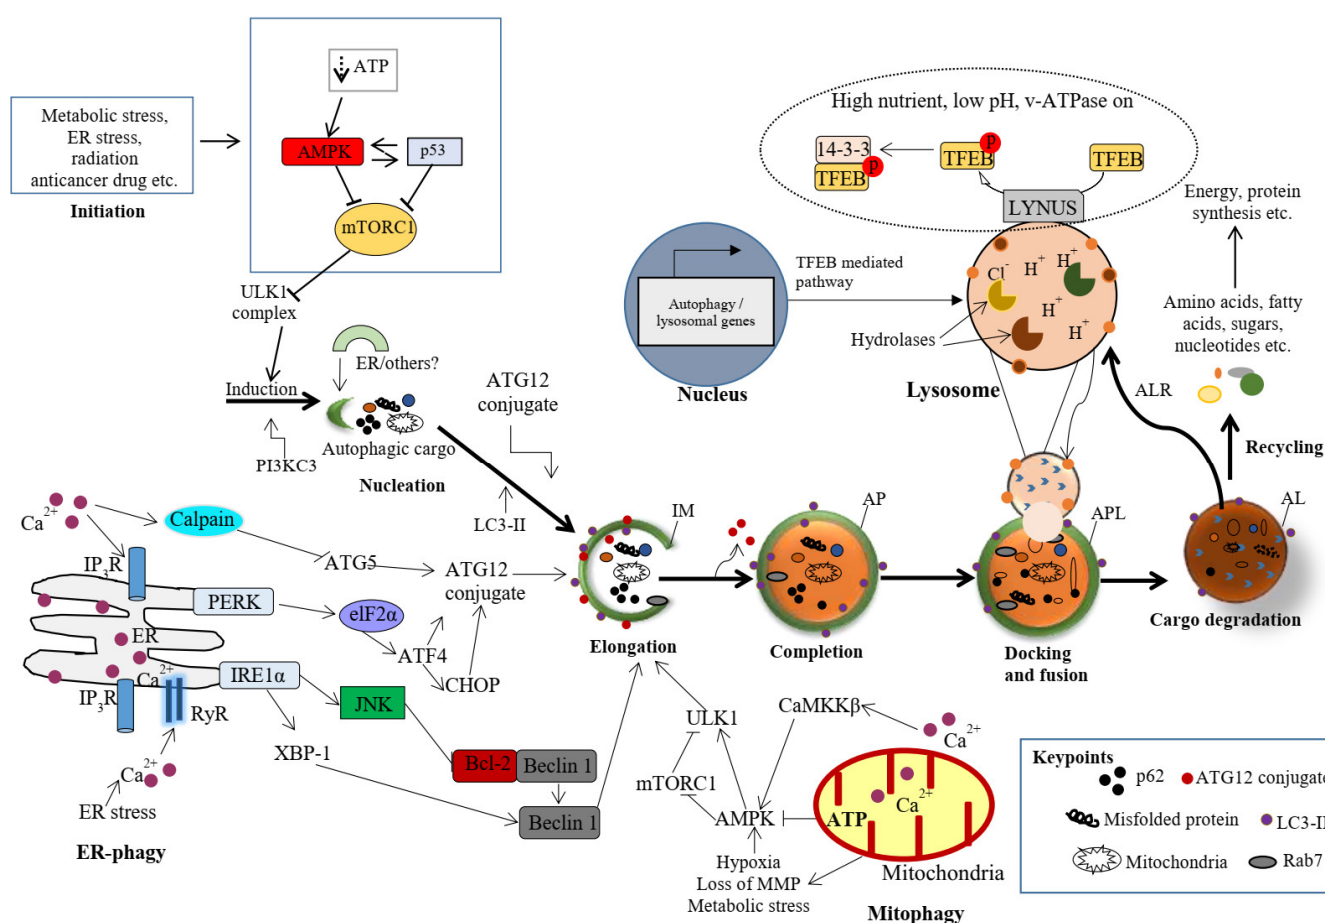 Metabolic stress,
ER stress,
radiation
anticancer drug etc.
Initiation
ATP
AMPK
p53
mTORC1
ULK1
complex
Induction
PI3KC3
ER/others?
Autophagic cargo
Nucleation
ATG12
conjugate
LC3-II
High nutrient, low pH, v-ATPase on
14-3-3
TFEB
p
TFEB
p
TFEB
LYNUS
Nucleus
Autophagy /
lysosomal genes
TFEB mediated
pathway
Hydrolases
Cl-
H+
H+
H+
H+
Lysosome
Energy, protein
synthesis etc.
Amino acids, fatty
acids, sugars,
nucleotides etc.
ALR
Recycling
Ca2+
Calpain
ATG5
ATG12
conjugate
IP3R
PERK
eIF2α
ATF4
CHOP
ER
Ca2+
IRE1α
IP3R
RyR
JNK
XBP-1
Bcl-2
Beclin 1
Beclin 1
Ca2+
ER stress
ER-phagy
IM
Elongation
AP
Completion
APL
Docking
and fusion
AL
Cargo degradation
ULK1
mTORC1
AMPK
CaMKKβ
Ca2+
Ca2+
ATP
Hypoxia
Loss of MMP
Metabolic stress
Mitochondria
Mitophagy
Keypoints
p62
ATG12 conjugate
Misfolded protein
LC3-II
Mitochondria
Rab7